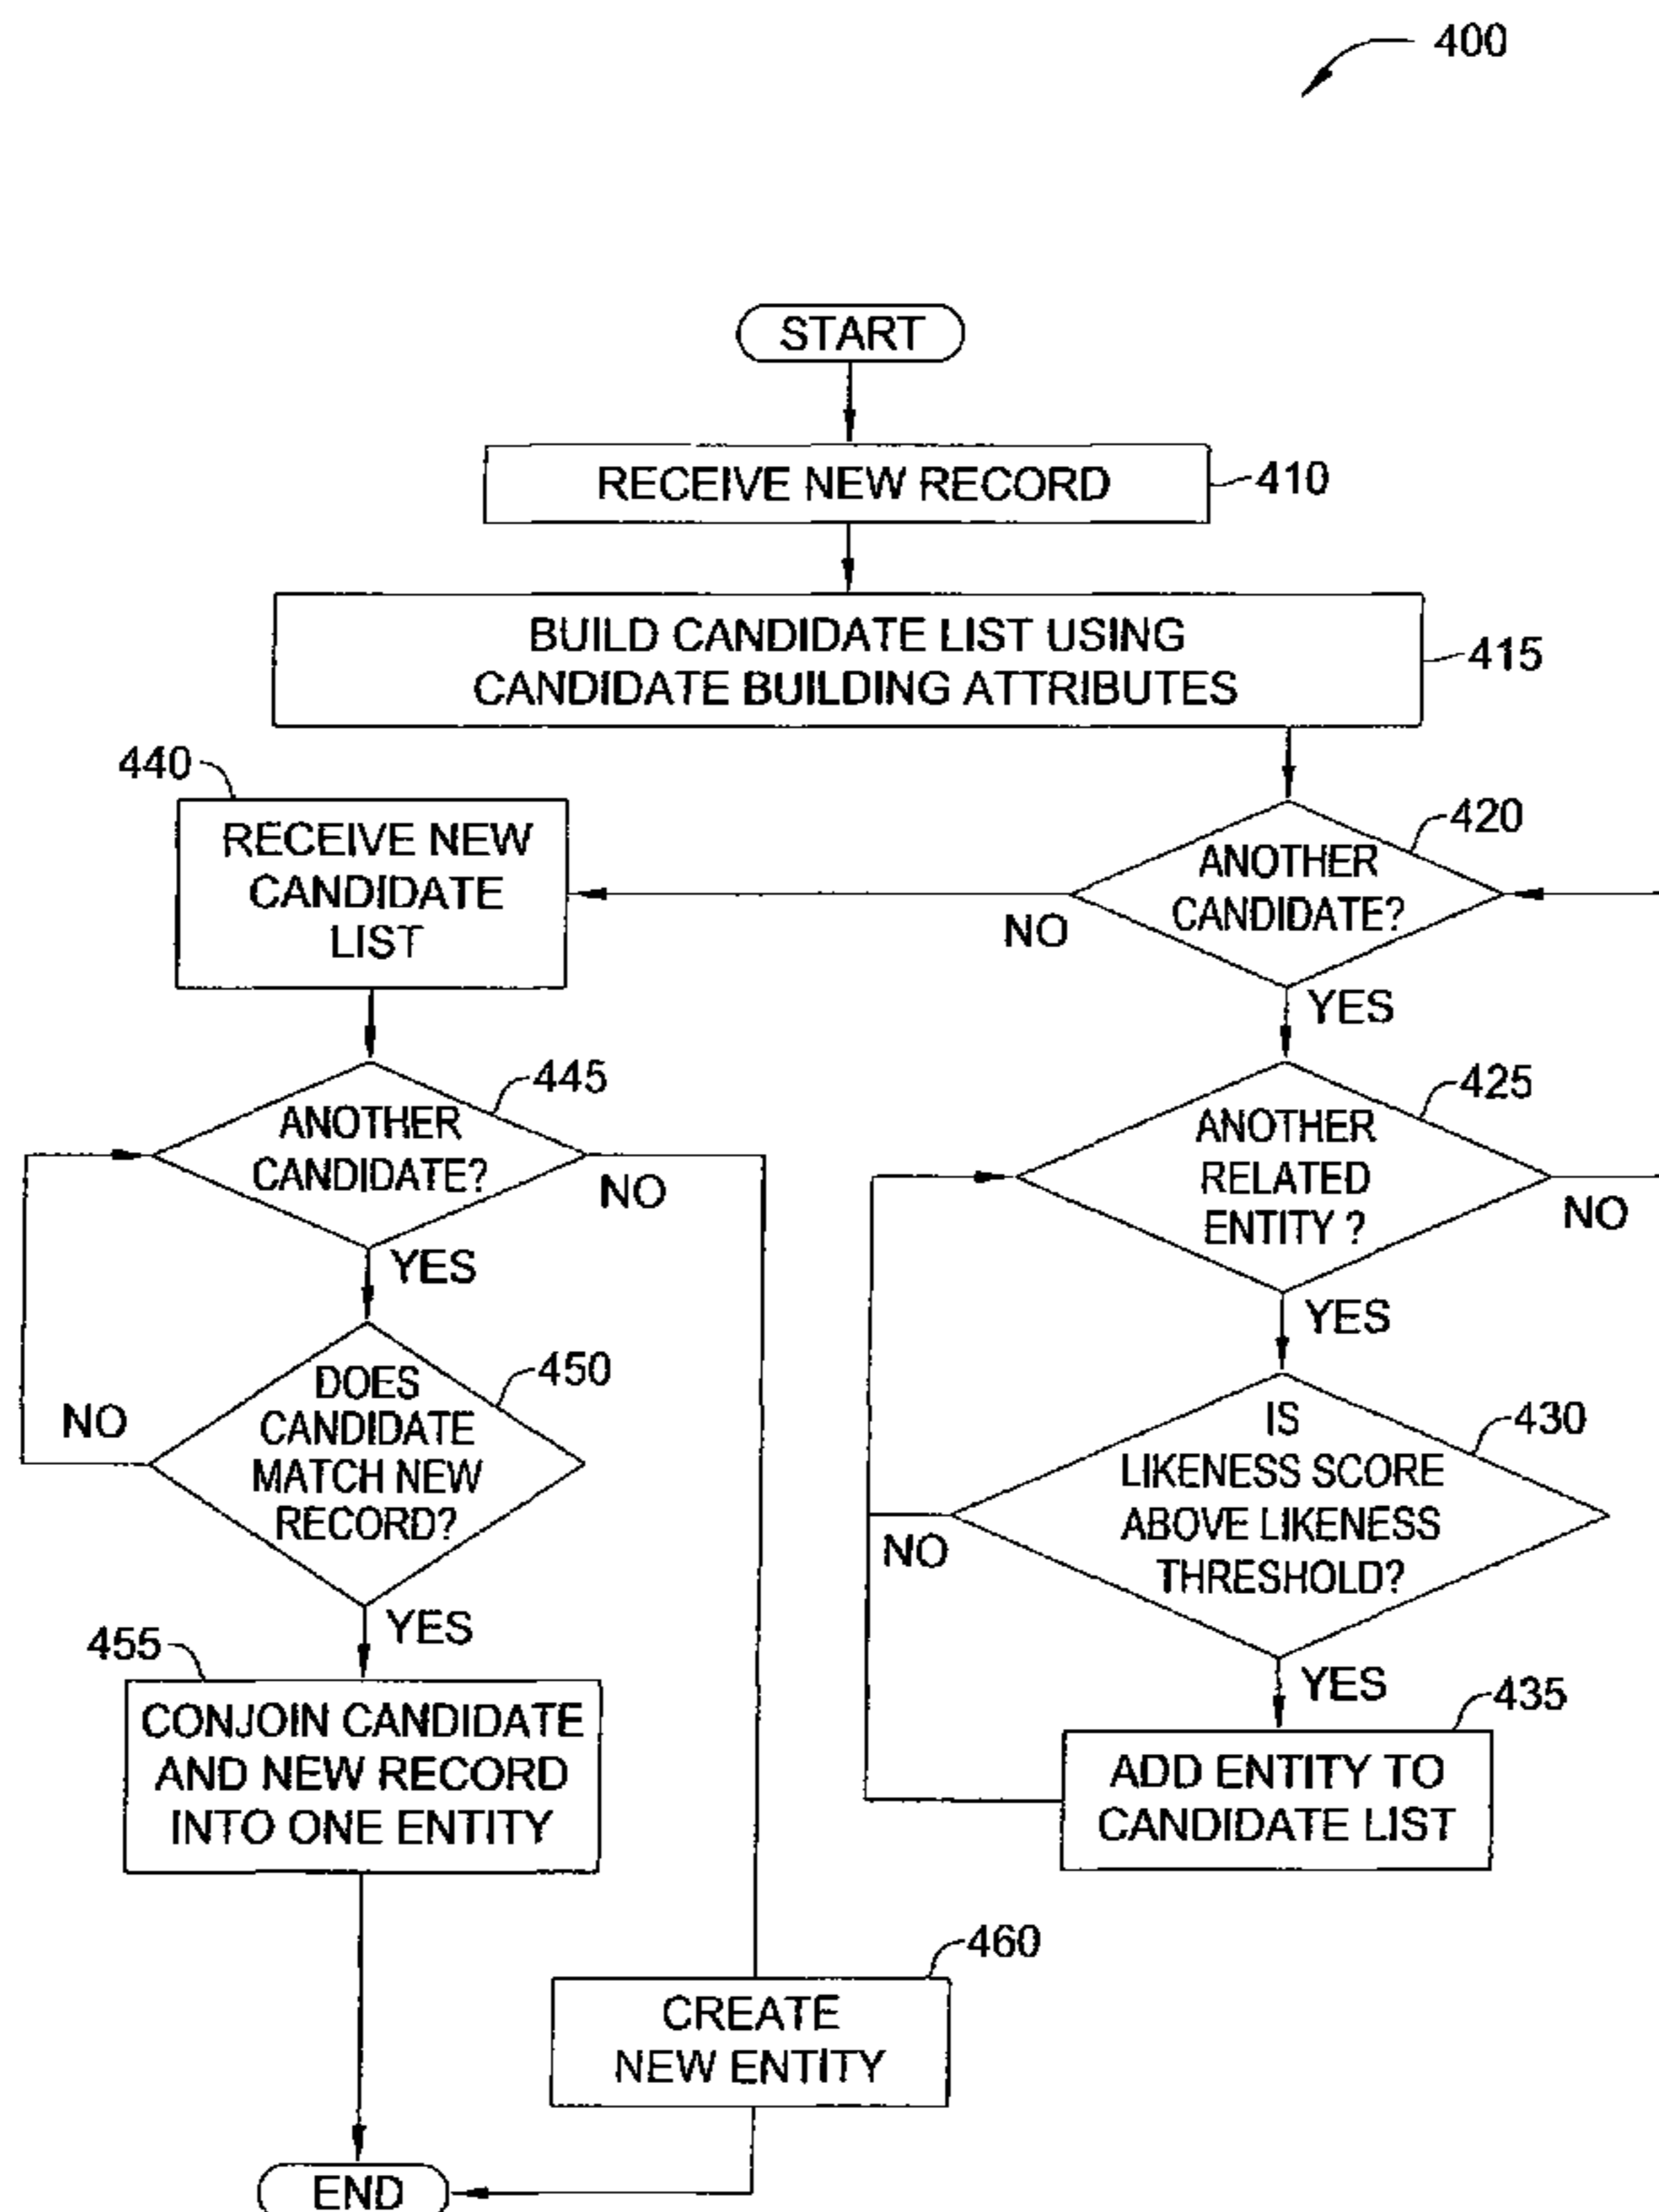 400
START
RECEIVE NEW RECORD
410
BUILD CANDIDATE LIST USING
CANDIDATE BUILDING ATTRIBUTES
415
440
RECEIVE NEW
CANDIDATE
LIST
420
ANOTHER
CANDIDATE?
NO
YES
445
ANOTHER
CANDIDATE?
NO
YES
425
ANOTHER
RELATED
ENTITY ?
NO
YES
450
DOES
CANDIDATE
MATCH NEW
RECORD?
NO
YES
430
IS
LIKENESS SCORE
ABOVE LIKENESS
THRESHOLD?
NO
YES
455
CONJOIN CANDIDATE
AND NEW RECORD
INTO ONE ENTITY
435
ADD ENTITY TO
CANDIDATE LIST
460
CREATE
NEW ENTITY
END